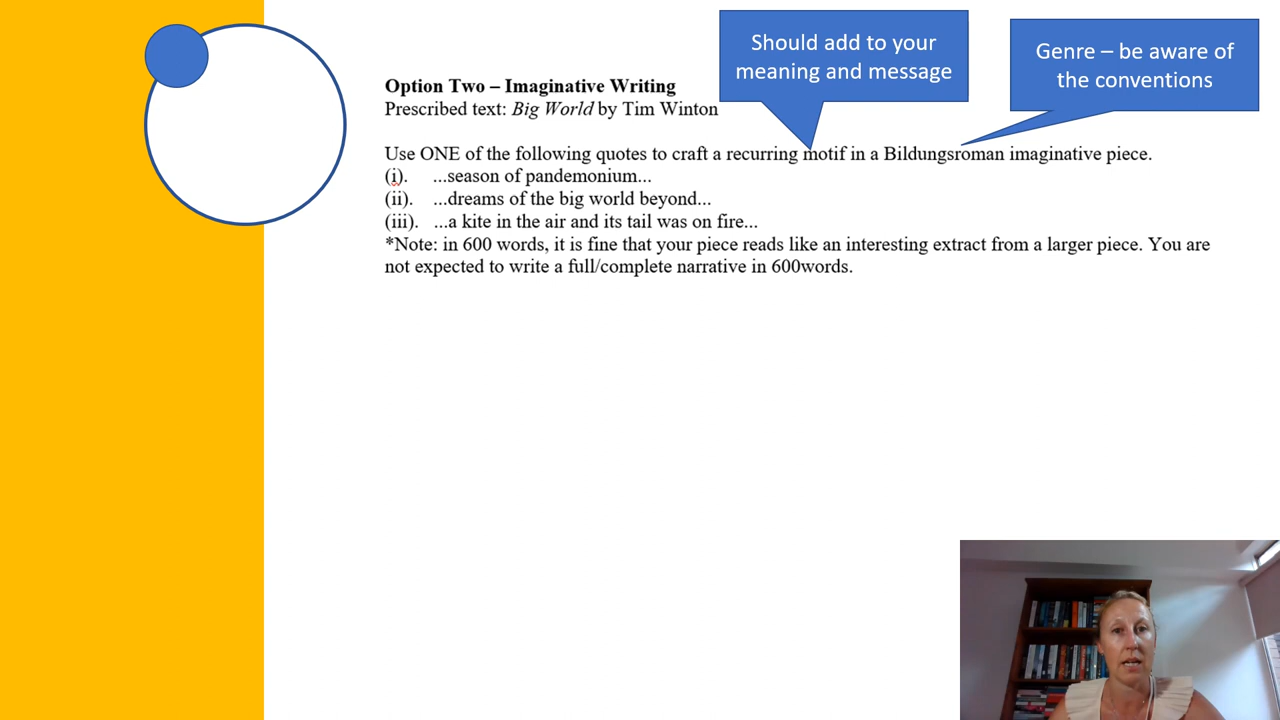 Should add to your
meaning and message
Genre – be aware of
the conventions
Option Two – Imaginative Writing
Prescribed text: Big World by Tim Winton
Use ONE of the following quotes to craft a recurring motif in a Bildungsroman imaginative piece.
(i). ...season of pandemonium...
(ii). ...dreams of the big world beyond...
(iii). ...a kite in the air and its tail was on fire...
*Note: in 600 words, it is fine that your piece reads like an interesting extract from a larger piece. You are
not expected to write a full/complete narrative in 600words.